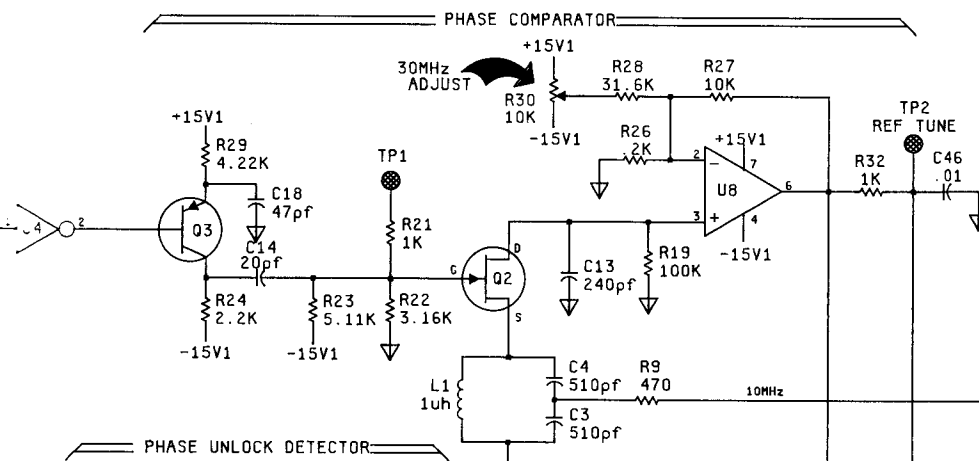 PHASE COMPARATOR
+15V1
30MHz
ADJUST
R30
10K
-15V1
R28
31.6K
R27
10K
R26
.2K
+15V1
2
-
7
U8
6
3
+
4
-15V1
TP2
REF TUNE
R32
1K
C46
.01
+15V1
R29
4.22K
C18
47pf
TP1
R21
1K
4
2
Q3
C14
20pf
G
D
Q2
S
C13
240pf
R19
100K
R24
2.2K
-15V1
R23
5.11K
-15V1
R22
3.16K
L1
1uh
C4
510pf
C3
510pf
R9
470
10MHz
PHASE UNLOCK DETECTOR